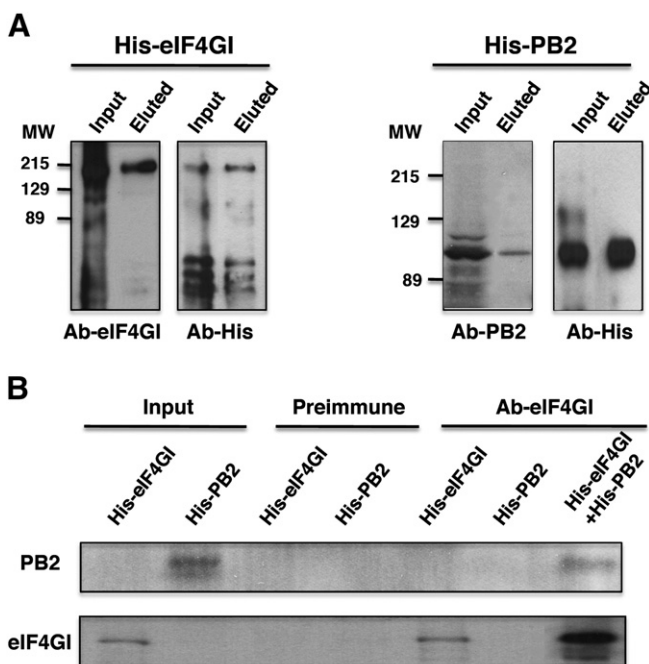 A
His-eIF4GI
His-PB2
Input
Eluted
Input
Eluted
Input
Eluted
Input
Eluted
MW
215
129
89
MW
215
129
89
Ab-eIF4GI
Ab-His
Ab-PB2
Ab-His
B
Input
Preimmune
Ab-eIF4GI
His-eIF4GI
His-PB2
His-eIF4GI
His-PB2
His-eIF4GI
His-PB2
His-eIF4GI
+His-PB2
PB2
eIF4GI